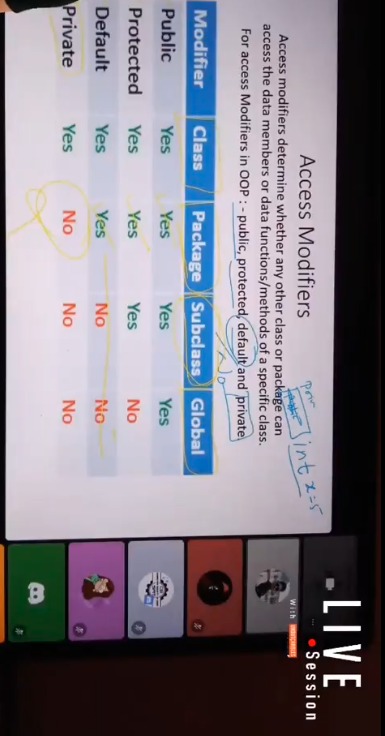 LIVE
Session
With
Access Modifiers
int x=5
Access modifiers determine whether any other class or package can
access the data members or data functions/methods of a specific class.
For access Modifiers in OOP : - public, protected, default and private
No
Modifier Class Package Subclass Global
Public Yes Yes Yes Yes
Protected Yes Yes Yes No
Default Yes Yes No No
Private Yes No No No